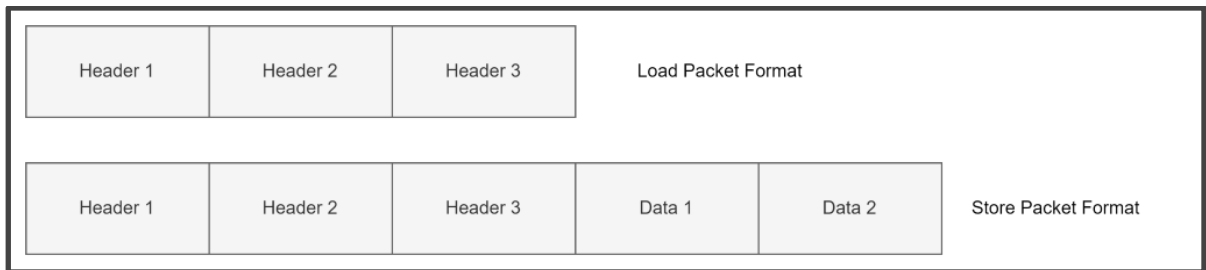 Header 1 Header 2 Header 3 Load Packet Format
Header 1 Header 2 Header 3 Data 1 Data 2 Store Packet Format